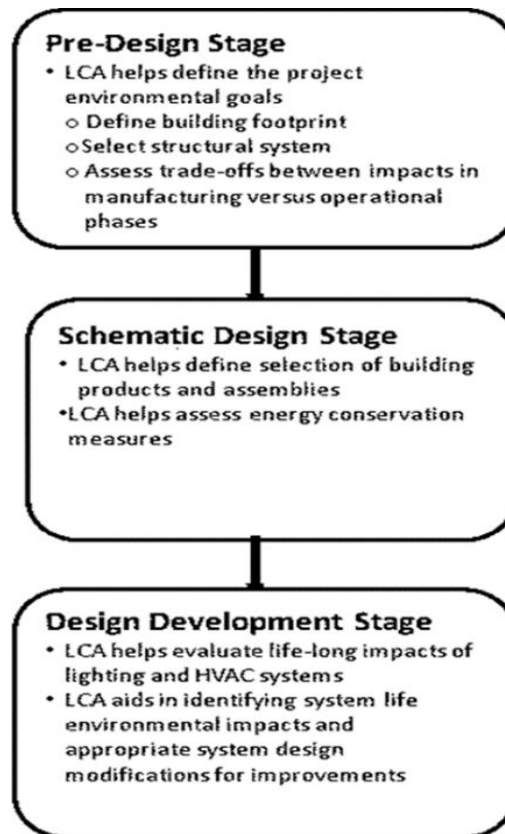 Pre-Design Stage
• LCA helps define the project
environmental goals
o Define building footprint
oSelect structural system
o Assess trade-offs between impacts in
manufacturing versus operational
phases
Schematic Design Stage
• LCA helps define selection of building
products and assemblies
•LCA helps assess energy conservation
measures
Design Development Stage
• LCA helps evaluate life-long impacts of
lighting and HVAC systems
• LCA aids in identifying system life
environmental impacts and
appropriate system design
modifications for improvements